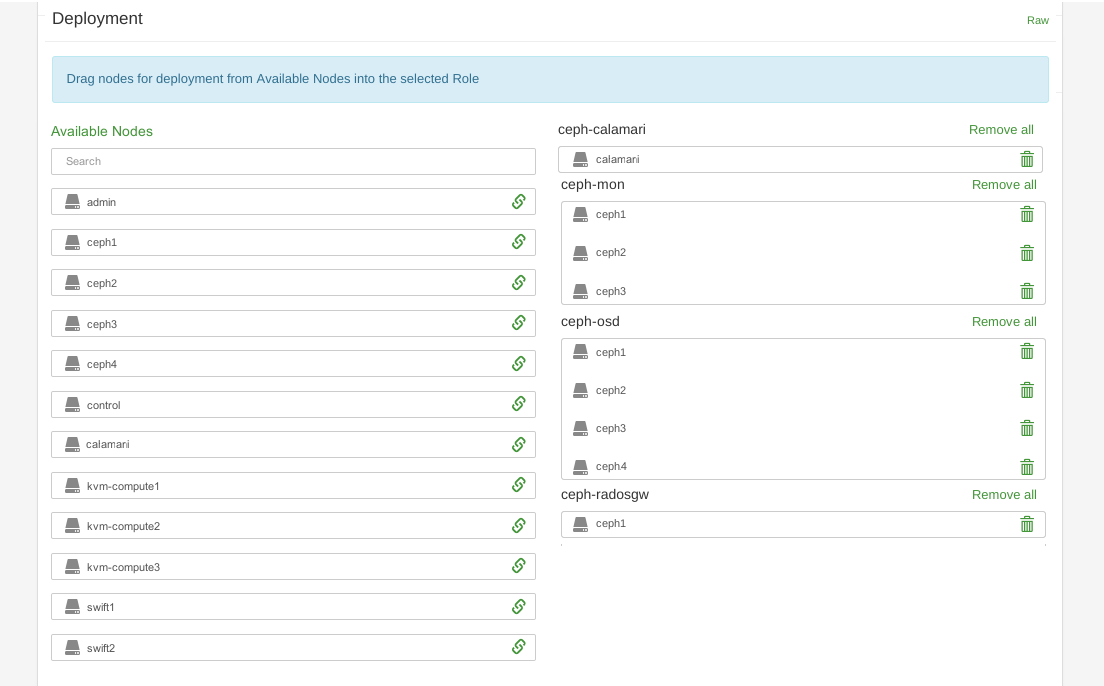 Deployment
Raw
Drag nodes for deployment from Available Nodes into the selected Role
Available Nodes
Search
admin
ceph1
ceph2
ceph3
ceph4
control
calamari
kvm-compute1
kvm-compute2
kvm-compute3
swift1
swift2
ceph-calamari
Remove all
calamari
ceph-mon
Remove all
ceph1
ceph2
ceph3
ceph-osd
Remove all
ceph1
ceph2
ceph3
ceph4
ceph-radosgw
Remove all
ceph1